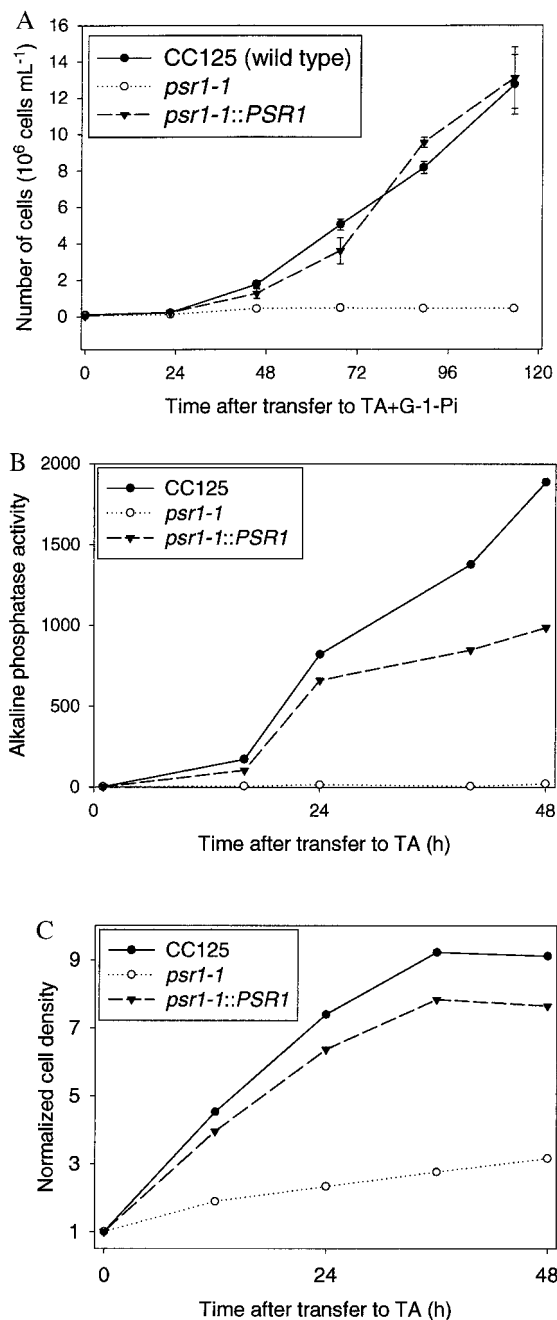 A
Number of cells (10⁶ cells mL⁻¹)
16
14
12
10
8
6
4
2
0
CC125 (wild type)
psr1-1
psr1-1::PSR1
0 24 48 72 96 120
Time after transfer to TA+G-1-Pi
B
Alkaline phosphatase activity
2000
1500
1000
500
0
CC125
psr1-1
psr1-1::PSR1
0 24 48
Time after transfer to TA (h)
C
Normalized cell density
9
7
5
3
1
CC125
psr1-1
psr1-1::PSR1
0 24 48
Time after transfer to TA (h)